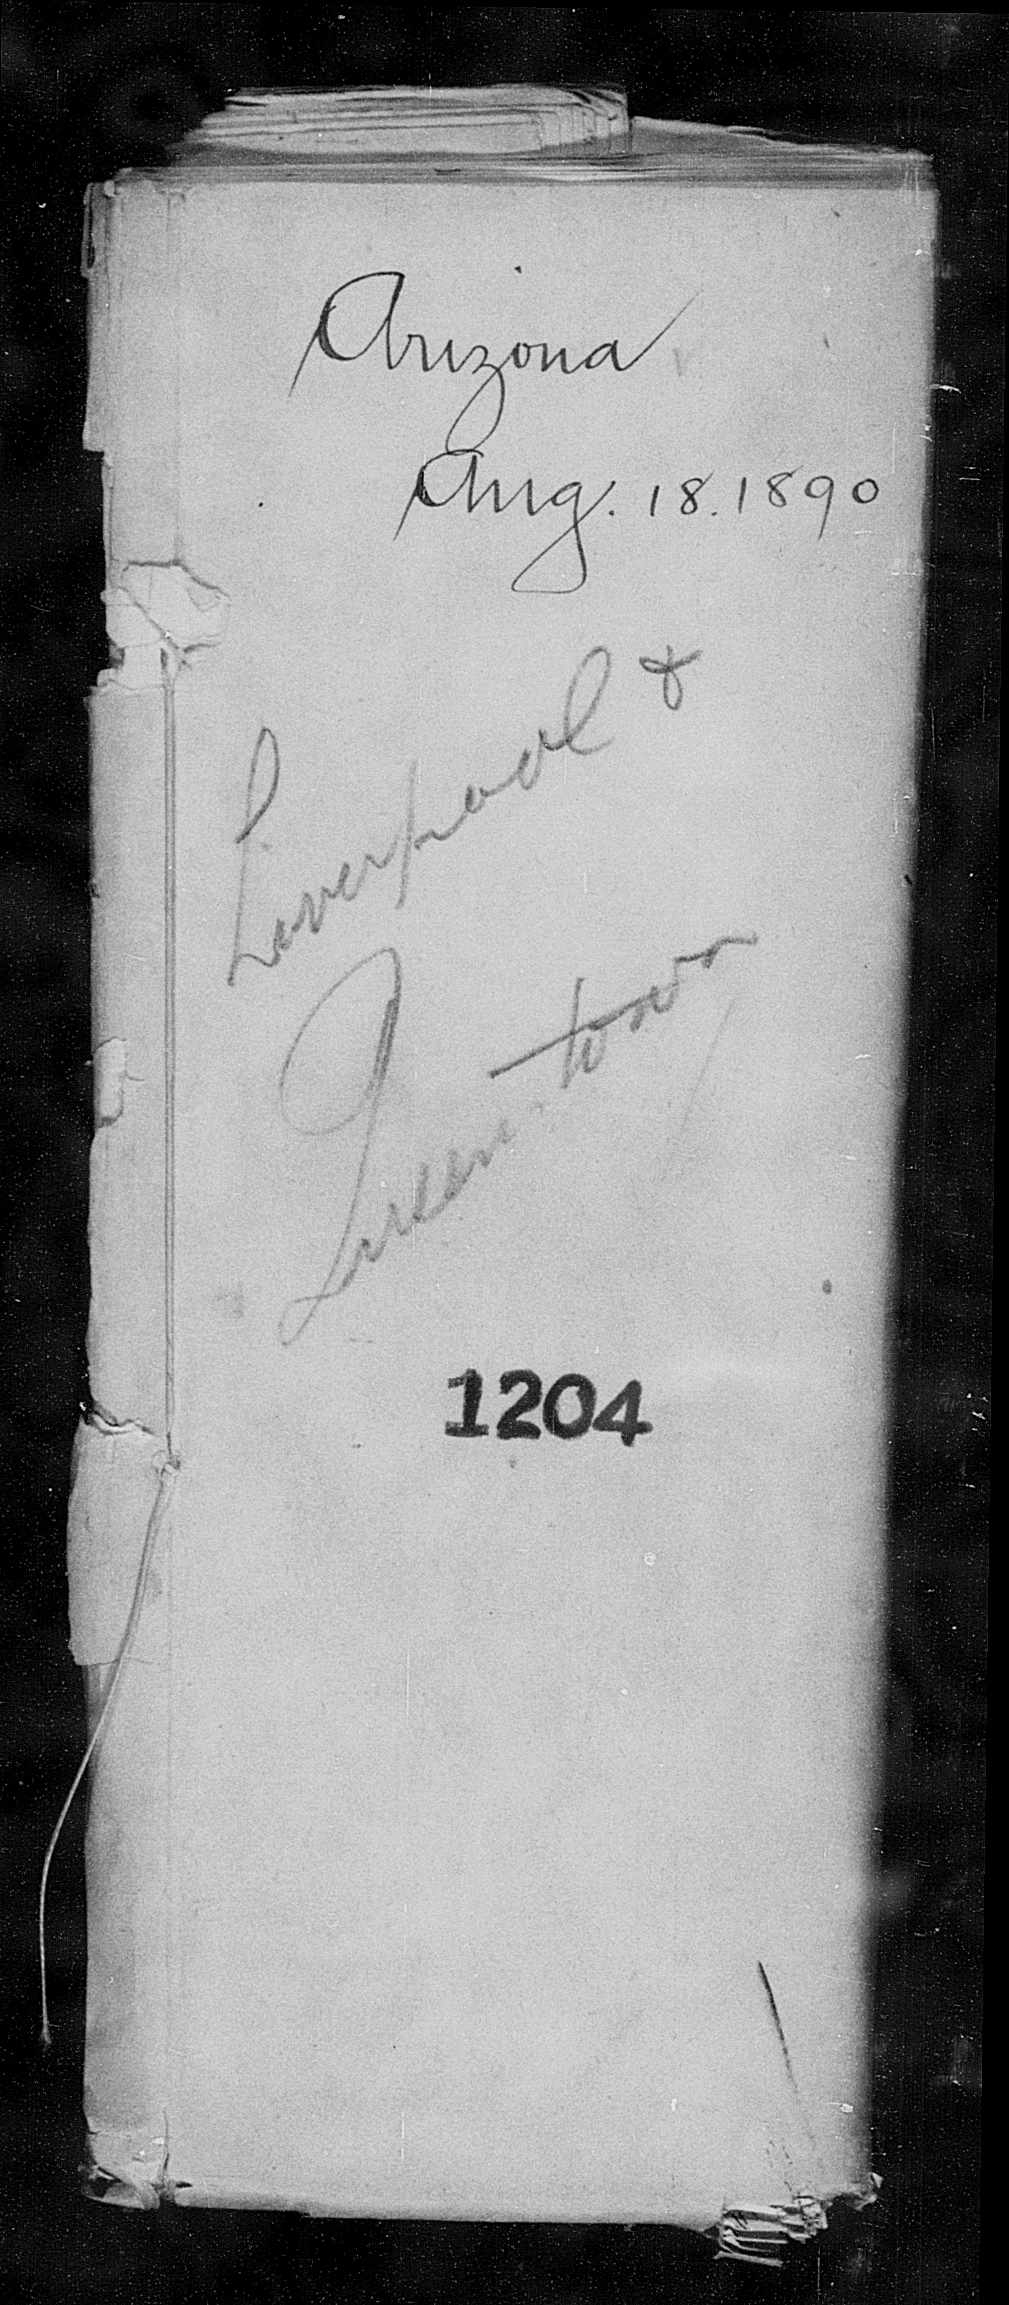 Arizona
Aug. 18. 1890
Liverpool &
Queenstown
1204